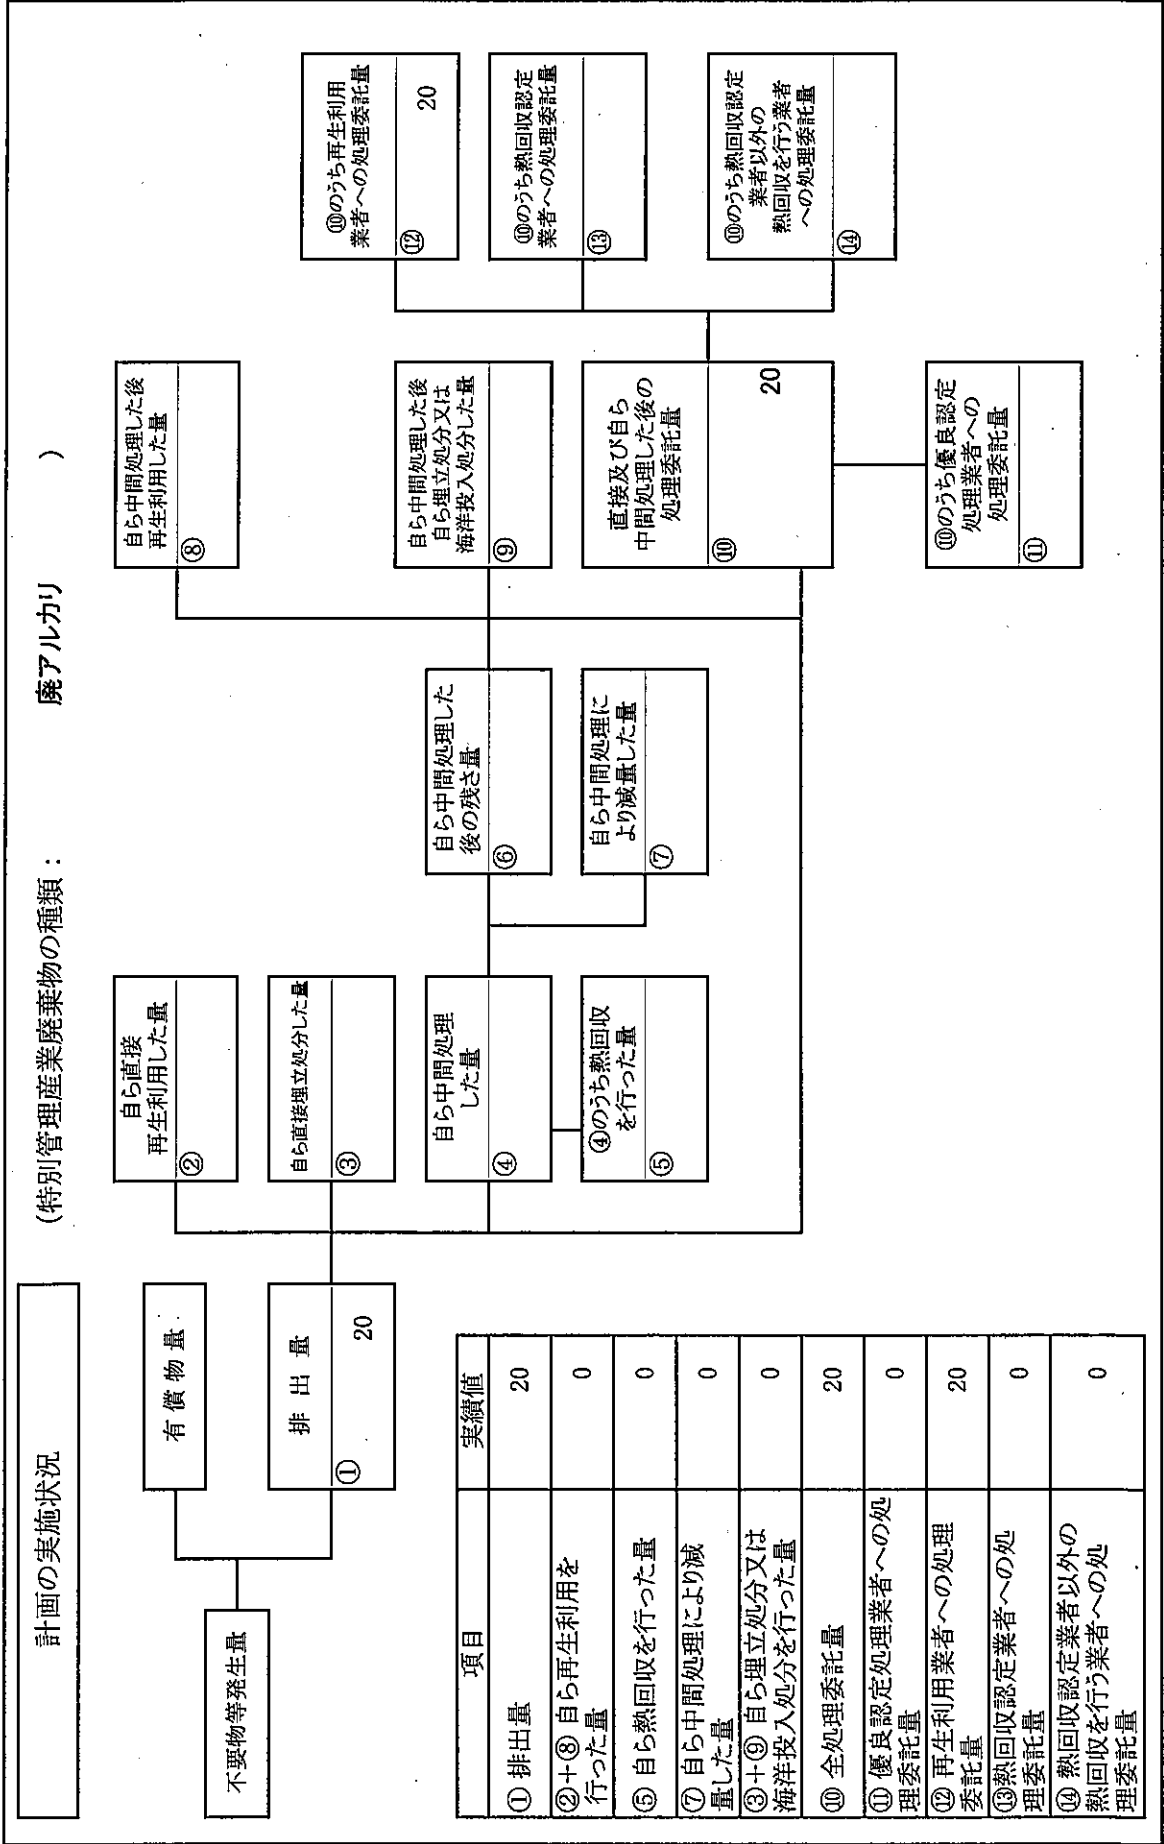 計画の実施状況
(特別管理産業廃棄物の種類： 廃アルカリ )
不要物等発生量
有 償 物 量
排 出 量
① 20
自ら直接
再生利用した量
②
自ら直接埋立処分した量
③
自ら中間処理
した量
④
④のうち熱回収
を行った量
⑤
自ら中間処理した
後の残さ量
⑥
自ら中間処理に
より減量した量
⑦
自ら中間処理した後
再生利用した量
⑧
自ら中間処理した後
自ら埋立処分又は
海洋投入処分した量
⑨
直接及び自ら
中間処理した後の
処理委託量
⑩ 20
⑩のうち優良認定
処理業者への
処理委託量
⑪
⑩のうち再生利用
業者への処理委託量
⑫ 20
⑩のうち熱回収認定
業者への処理委託量
⑬
⑩のうち熱回収認定
業者以外の
熱回収を行う業者
への処理委託量
⑭
項目 実績値
① 排出量 20
②＋⑧ 自ら再生利用を
行った量 0
⑤ 自ら熱回収を行った量 0
⑦ 自ら中間処理により減
量した量 0
③＋⑨ 自ら埋立処分又は
海洋投入処分を行った量 0
⑩ 全処理委託量 20
⑪ 優良認定処理業者への処
理委託量 0
⑫ 再生利用業者への処理
委託量 20
⑬熱回収認定業者への処
理委託量 0
⑭ 熱回収認定業者以外の
熱回収を行う業者への処
理委託量 0